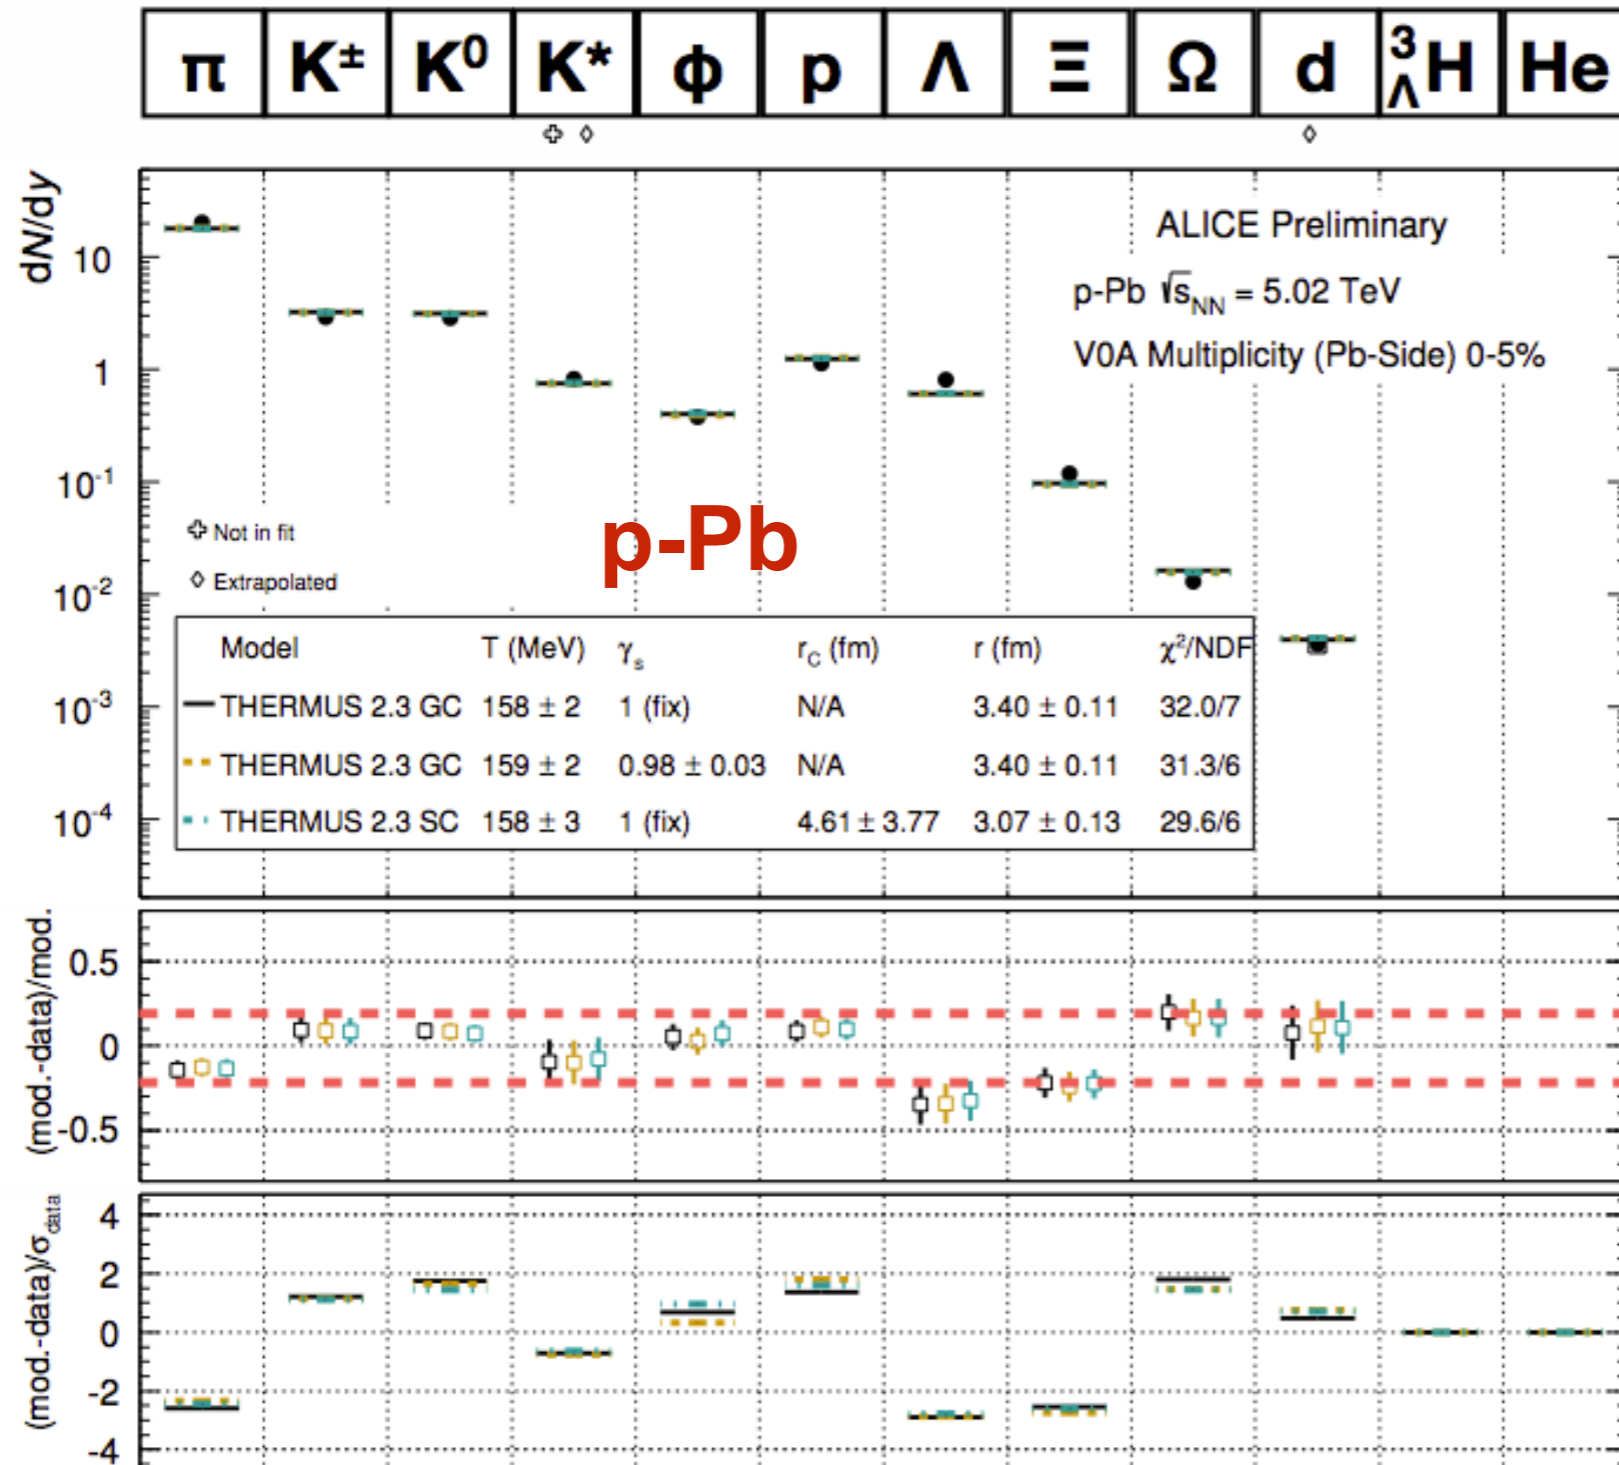 π K± K⁰ K* ϕ p Λ Ξ Ω d ³ΛH He
dN/dy
10
1
10⁻¹
10⁻²
10⁻³
10⁻⁴
ALICE Preliminary
p-Pb √sNN = 5.02 TeV
V0A Multiplicity (Pb-Side) 0-5%
Not in fit
Extrapolated
p-Pb
Model T (MeV) γs rC (fm) r (fm) χ²/NDF
THERMUS 2.3 GC 158 ± 2 1 (fix) N/A 3.40 ± 0.11 32.0/7
THERMUS 2.3 GC 159 ± 2 0.98 ± 0.03 N/A 3.40 ± 0.11 31.3/6
THERMUS 2.3 SC 158 ± 3 1 (fix) 4.61 ± 3.77 3.07 ± 0.13 29.6/6
(mod.-data)/mod.
0.5
0
-0.5
(mod.-data)/σdata
4
2
0
-2
-4